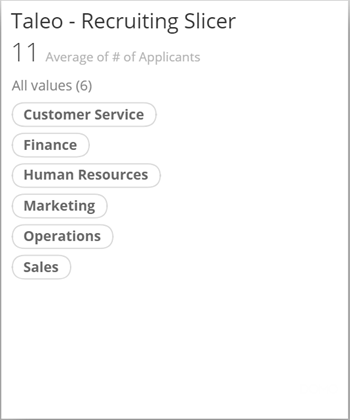 Taleo - Recruiting Slicer
11 Average of # of Applicants
All values (6)
Customer Service
Finance
Human Resources
Marketing
Operations
Sales